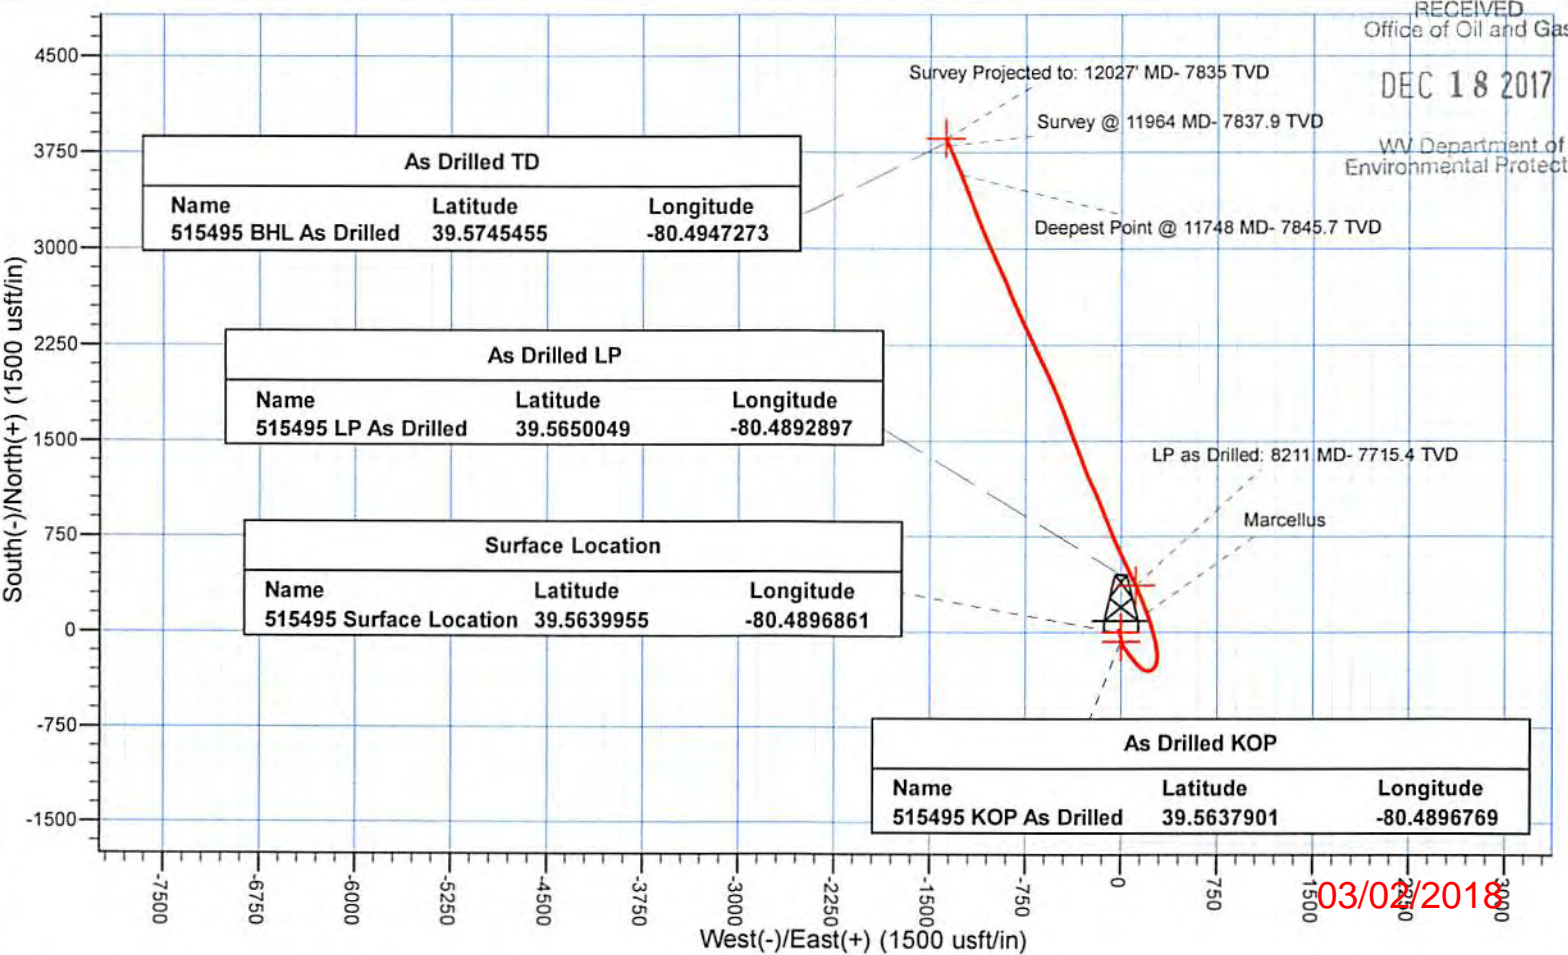 RECEIVED
Office of Oil and Gas
DEC 18 2017
WV Department of
Environmental Protect
Survey Projected to: 12027' MD- 7835 TVD
Survey @ 11964 MD- 7837.9 TVD
Deepest Point @ 11748 MD- 7845.7 TVD
As Drilled TD
Name Latitude Longitude
515495 BHL As Drilled 39.5745455 -80.4947273
As Drilled LP
Name Latitude Longitude
515495 LP As Drilled 39.5650049 -80.4892897
LP as Drilled: 8211 MD- 7715.4 TVD
Marcellus
Surface Location
Name Latitude Longitude
515495 Surface Location 39.5639955 -80.4896861
As Drilled KOP
Name Latitude Longitude
515495 KOP As Drilled 39.5637901 -80.4896769
South(-)/North(+) (1500 usft/in)
4500
3750
3000
2250
1500
750
0
-750
-1500
-7500 -6750 -6000 -5250 -4500 -3750 -3000 -2250 -1500 -750 0 750 1500 2250 3000
West(-)/East(+) (1500 usft/in)
03/02/2018